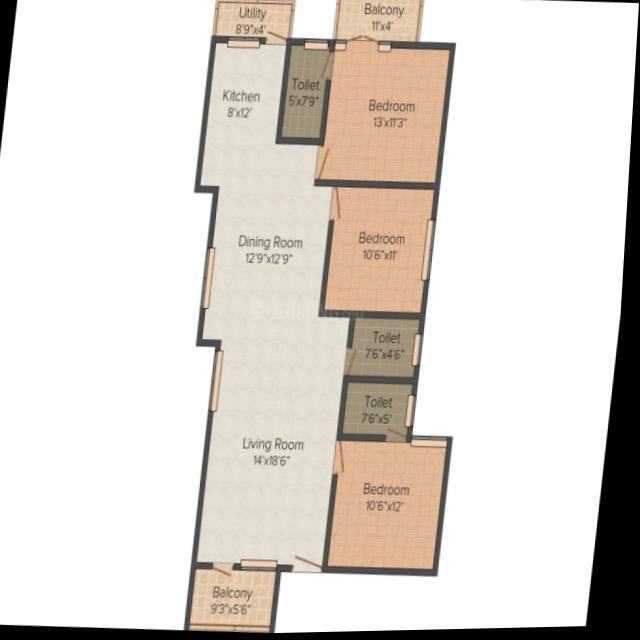 Utility
8'9"x4'
Balcony
11'x4'
Toilet
5'x7'9"
Kitchen
8'x12'
Bedroom
13'x11'3"
Dining Room
12'9"x12'9"
Bedroom
10'6"x11'
Toilet
7'6"x4'6"
Toilet
7'6"x5'
Living Room
14'x18'6"
Bedroom
10'6"x12'
Balcony
9'3"x5'6"